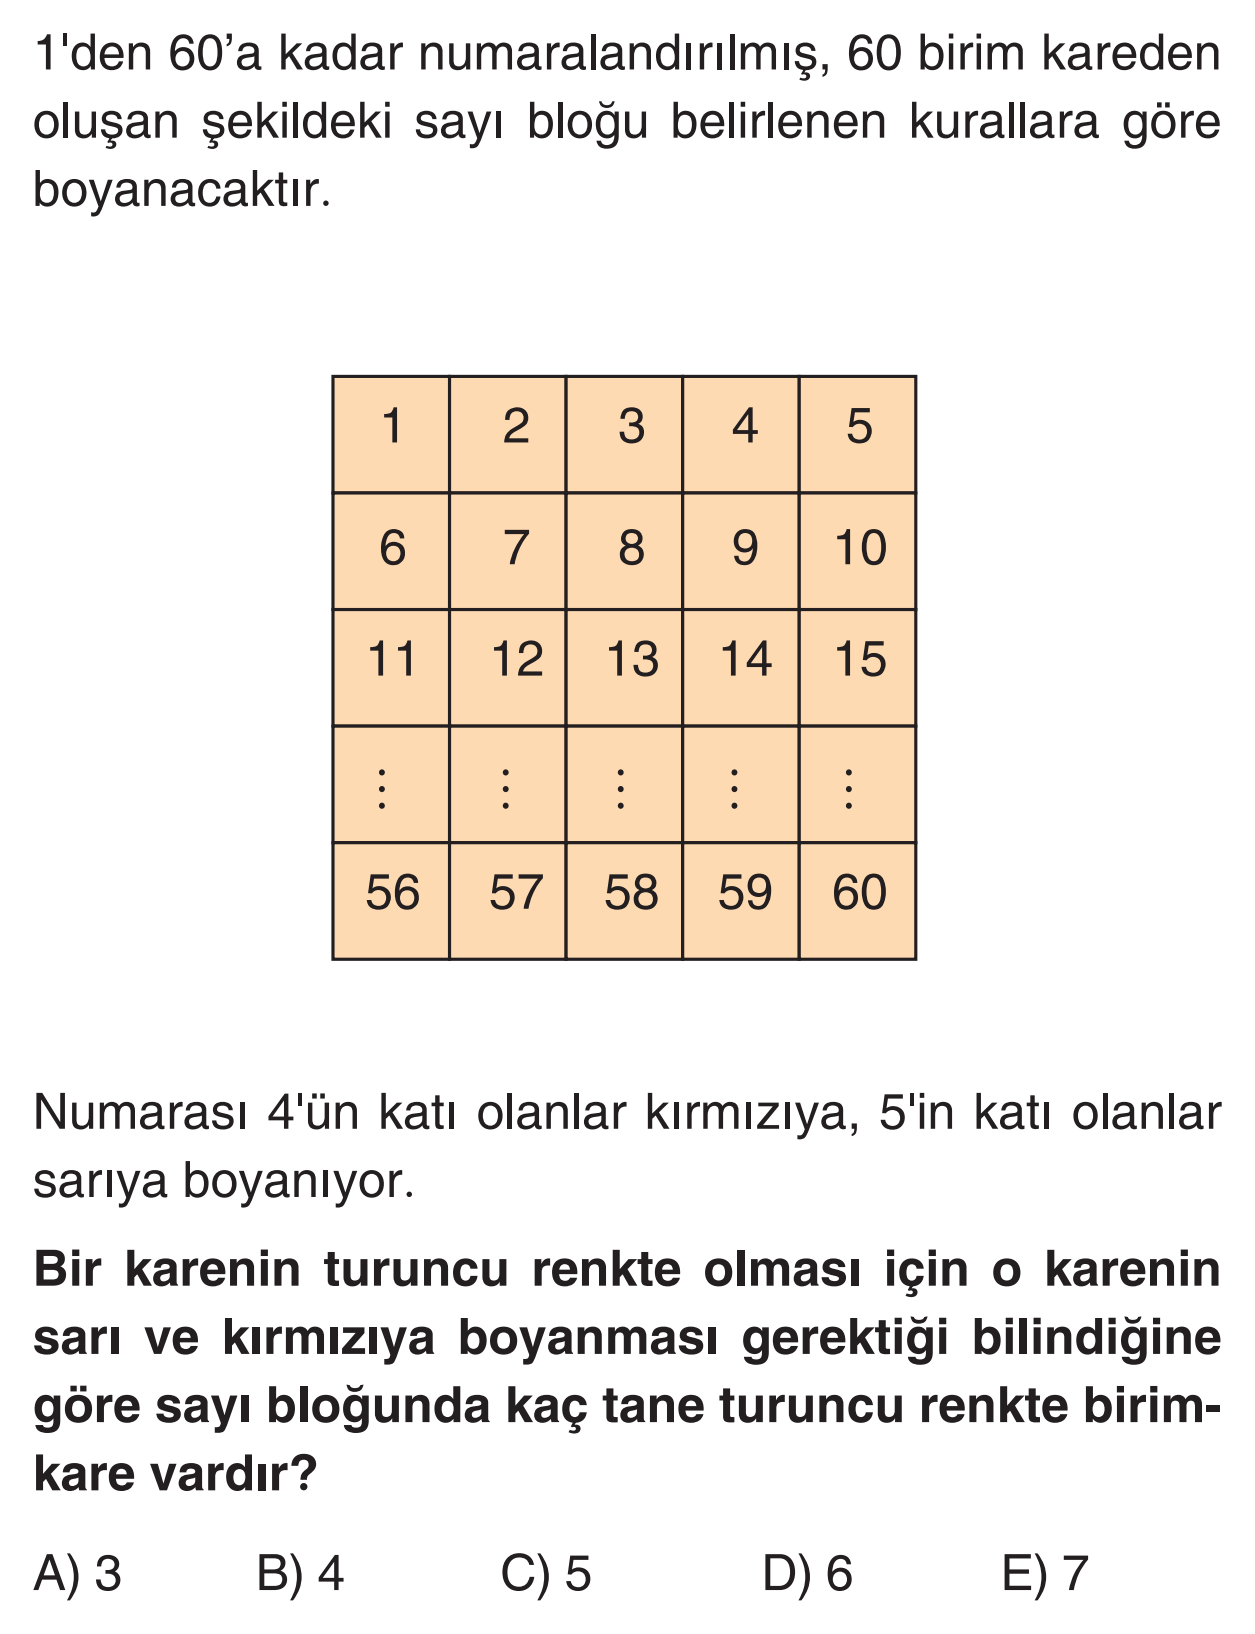 1'den 60’a kadar numaralandırılmış, 60 birim kareden
oluşan şekildeki sayı bloğu belirlenen kurallara göre
boyanacaktır.
1 2 3 4 5
6 7 8 9 10
11 12 13 14 15
⋮ ⋮ ⋮ ⋮ ⋮
56 57 58 59 60
Numarası 4'ün katı olanlar kırmızıya, 5'in katı olanlar
sarıya boyanıyor.
Bir karenin turuncu renkte olması için o karenin
sarı ve kırmızıya boyanması gerektiği bilindiğine
göre sayı bloğunda kaç tane turuncu renkte birim-
kare vardır?
A) 3 B) 4 C) 5 D) 6 E) 7